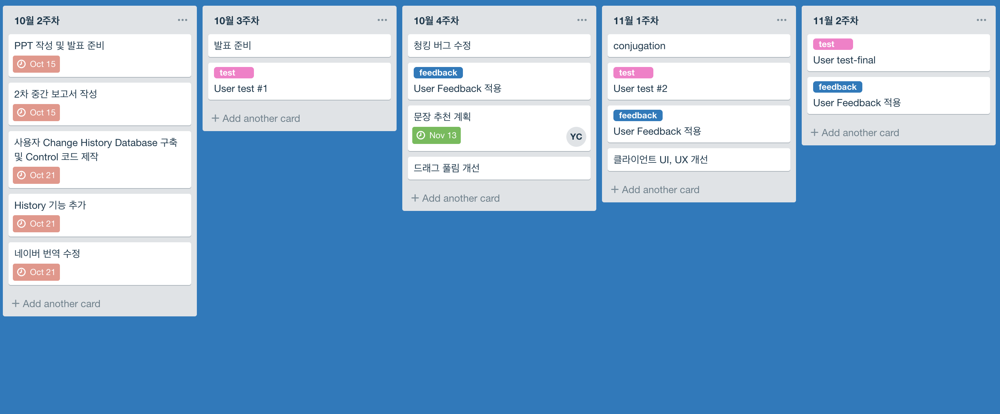 10월 2주차
PPT 작성 및 발표 준비
Oct 15
2차 중간 보고서 작성
Oct 15
사용자 Change History Database 구축
및 Control 코드 제작
Oct 21
History 기능 추가
Oct 21
네이버 번역 수정
Oct 21
+ Add another card
10월 3주차
발표 준비
test
User test #1
+ Add another card
10월 4주차
청킹 버그 수정
feedback
User Feedback 적용
문장 추천 계획
Nov 13
YC
드래그 풀림 개선
+ Add another card
11월 1주차
conjugation
test
User test #2
feedback
User Feedback 적용
클라이언트 UI, UX 개선
+ Add another card
11월 2주차
test
User test-final
feedback
User Feedback 적용
+ Add another card